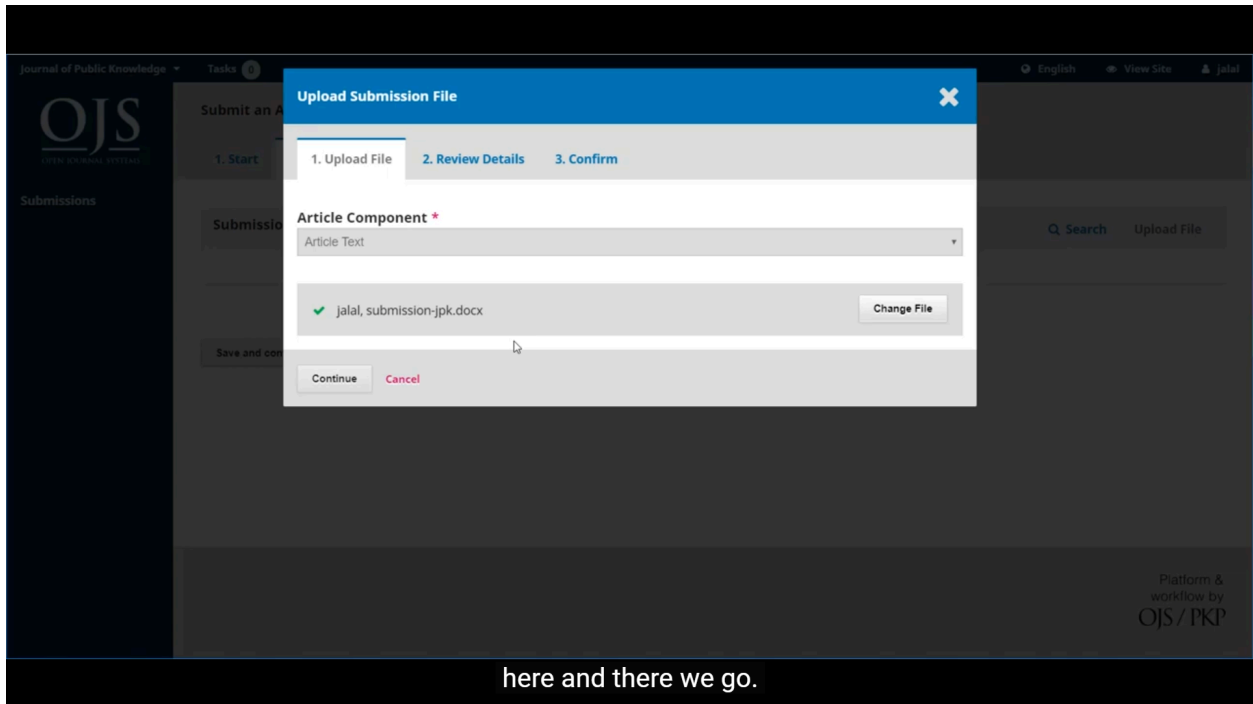 Journal of Public Knowledge Tasks 0 English View Site jalal
OJS
OPEN JOURNAL SYSTEMS
Submissions
Submit an A
1. Start
Upload Submission File
1. Upload File 2. Review Details 3. Confirm
Submissio
Search Upload File
Article Component *
Article Text
jalal, submission-jpk.docx Change File
Save and con
Continue Cancel
Platform &
workflow by
OJS / PKP
here and there we go.